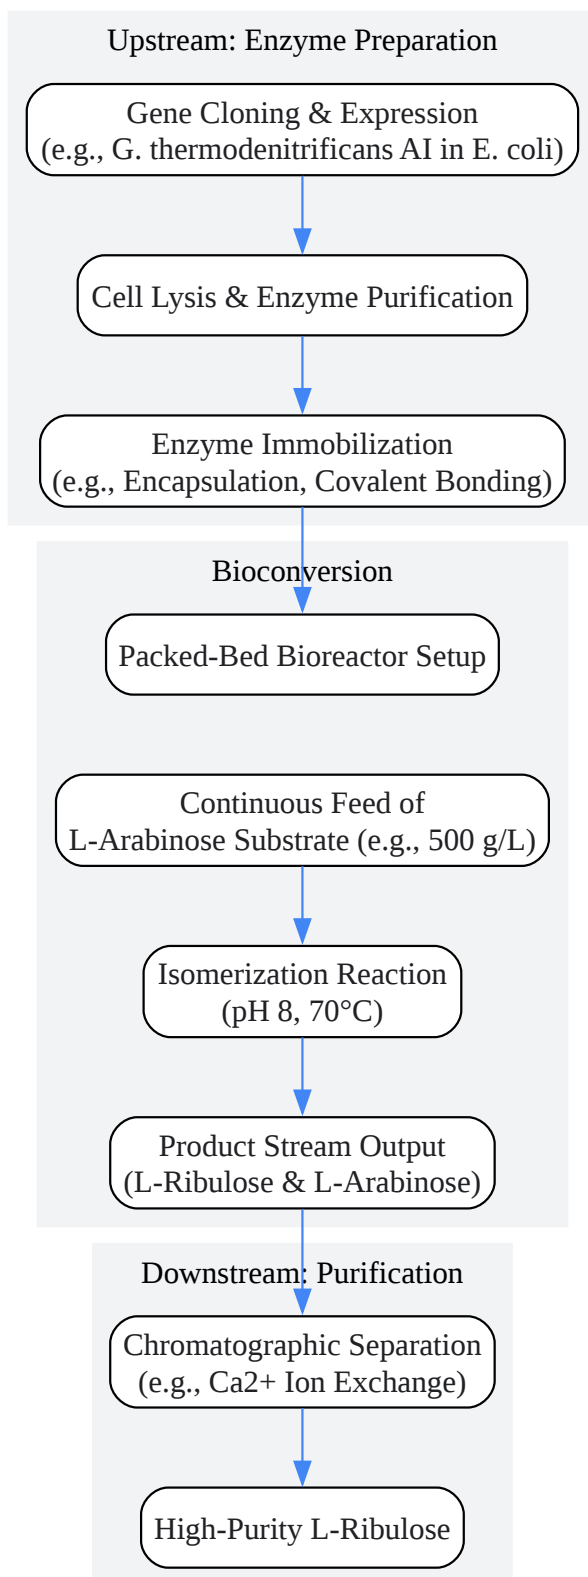 Upstream: Enzyme Preparation
Gene Cloning & Expression
(e.g., G. thermodenitrificans AI in E. coli)
Cell Lysis & Enzyme Purification
Enzyme Immobilization
(e.g., Encapsulation, Covalent Bonding)
Bioconversion
Packed-Bed Bioreactor Setup
Continuous Feed of
L-Arabinose Substrate (e.g., 500 g/L)
Isomerization Reaction
(pH 8, 70°C)
Product Stream Output
(L-Ribulose & L-Arabinose)
Downstream: Purification
Chromatographic Separation
(e.g., Ca2+ Ion Exchange)
High-Purity L-Ribulose